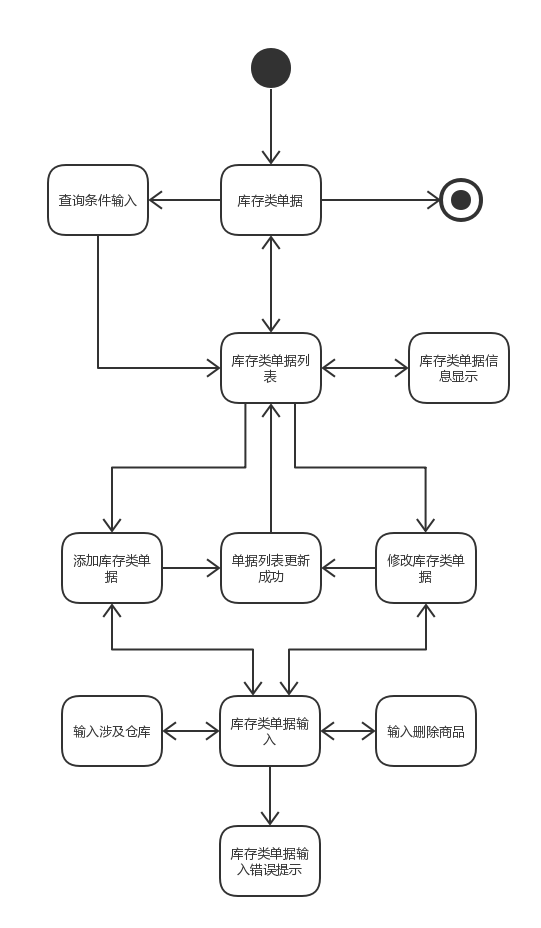 查询条件输入
库存类单据
库存类单据列
表
库存类单据信
息显示
添加库存类单
据
单据列表更新
成功
修改库存类单
据
输入涉及仓库
库存类单据输
入
输入删除商品
库存类单据输
入错误提示